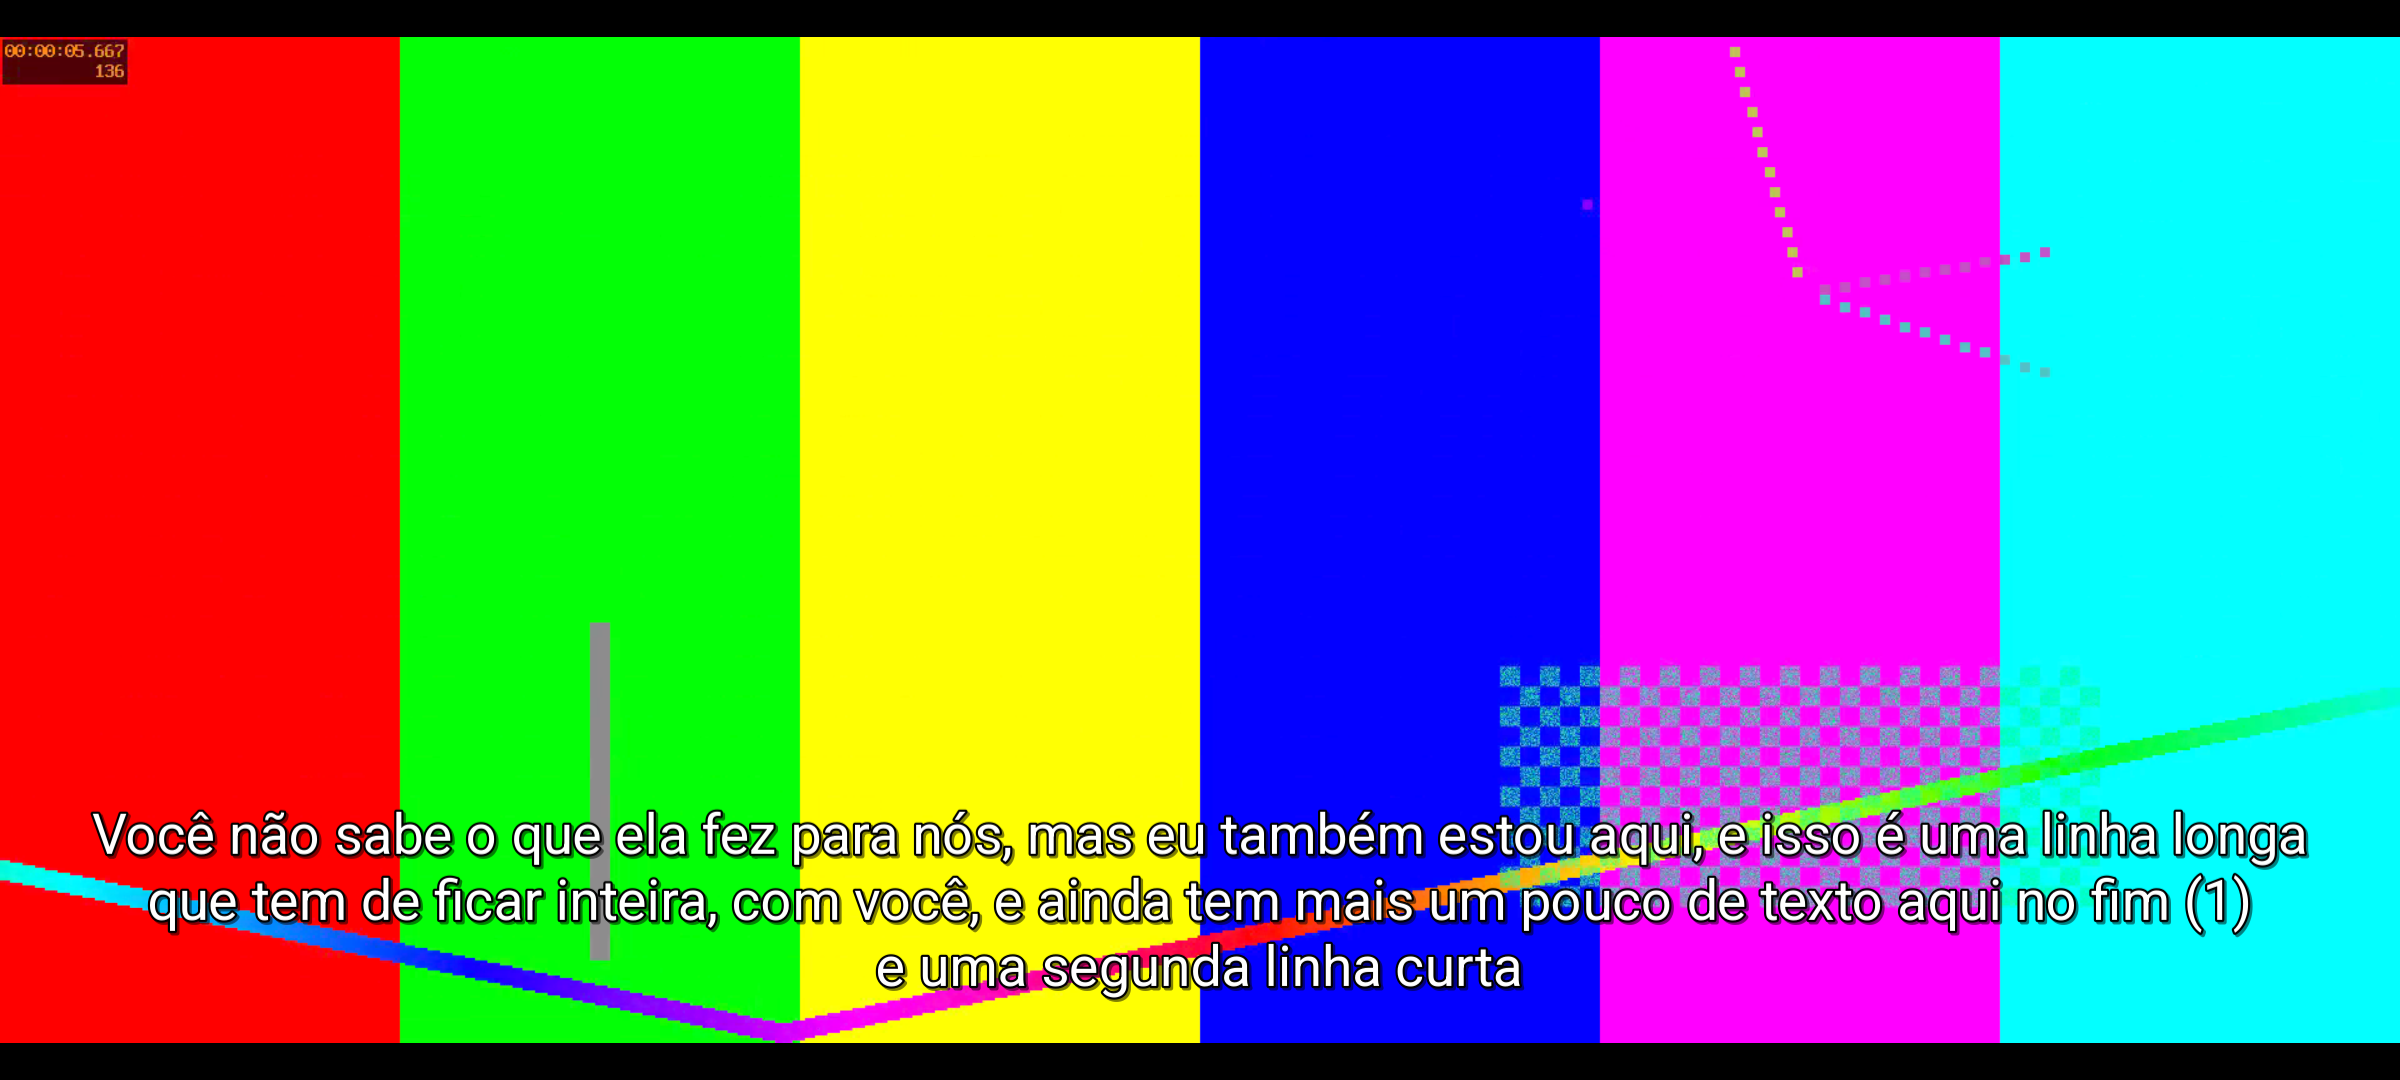 00:00:05.667
136
Você não sabe o que ela fez para nós, mas eu também estou aqui, e isso é uma linha longa
que tem de ficar inteira, com você, e ainda tem mais um pouco de texto aqui no fim (1)
e uma segunda linha curta